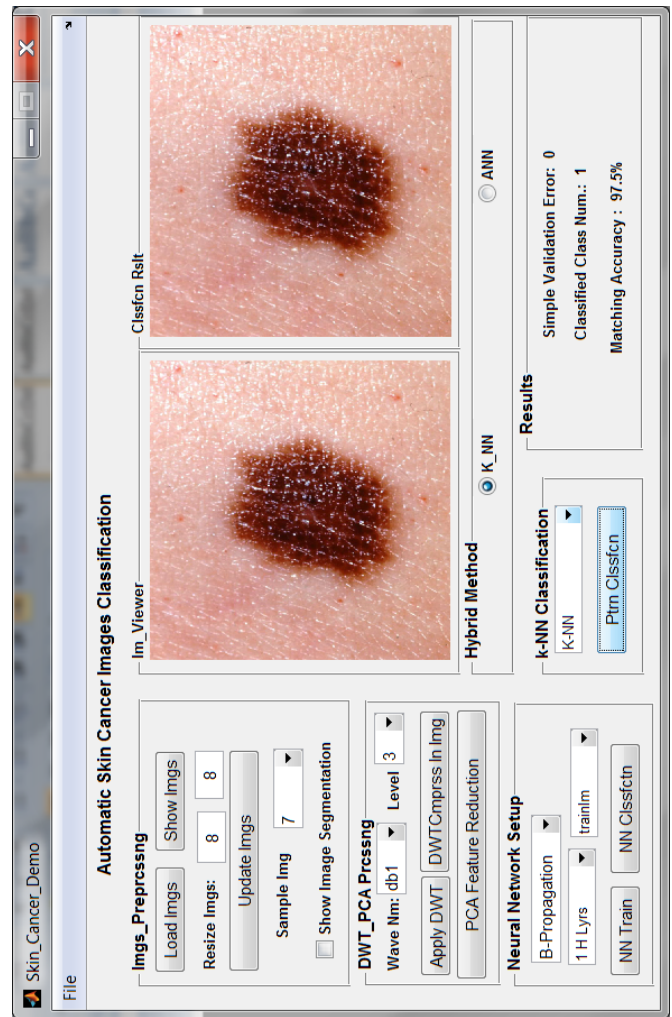 Skin_Cancer_Demo
File
Automatic Skin Cancer Images Classification
Imgs_Preprcssng
Load Imgs Show Imgs
Resize Imgs: 8 8
Update Imgs
Sample Img 7
Show Image Segmentation
DWT_PCA Prcssng
Wave Nm: db1 Level 3
Apply DWT DWTCmprss In Img
PCA Feature Reduction
Neural Network Setup
B-Propagation
1 H Lyrs trainlm
NN Train NN Clssfctn
Im_Viewer
Clssfcn Rslt
Hybrid Method
K_NN ANN
k-NN Classification
K-NN
Ptrn Clssfcn
Results
Simple Validation Error: 0
Classified Class Num.: 1
Matching Accuracy : 97.5%